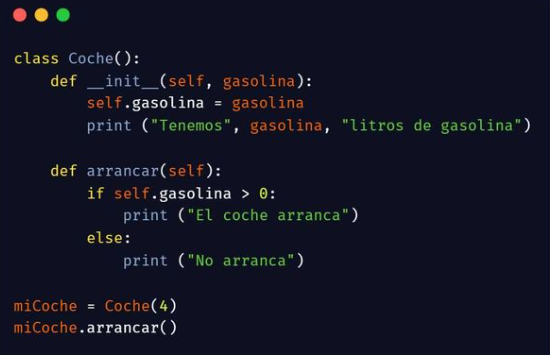 class Coche():
    def __init__(self, gasolina):
        self.gasolina = gasolina
        print ("Tenemos", gasolina, "litros de gasolina")
    def arrancar(self):
        if self.gasolina > 0:
            print ("El coche arranca")
        else:
            print ("No arranca")
miCoche = Coche(4)
miCoche.arrancar()